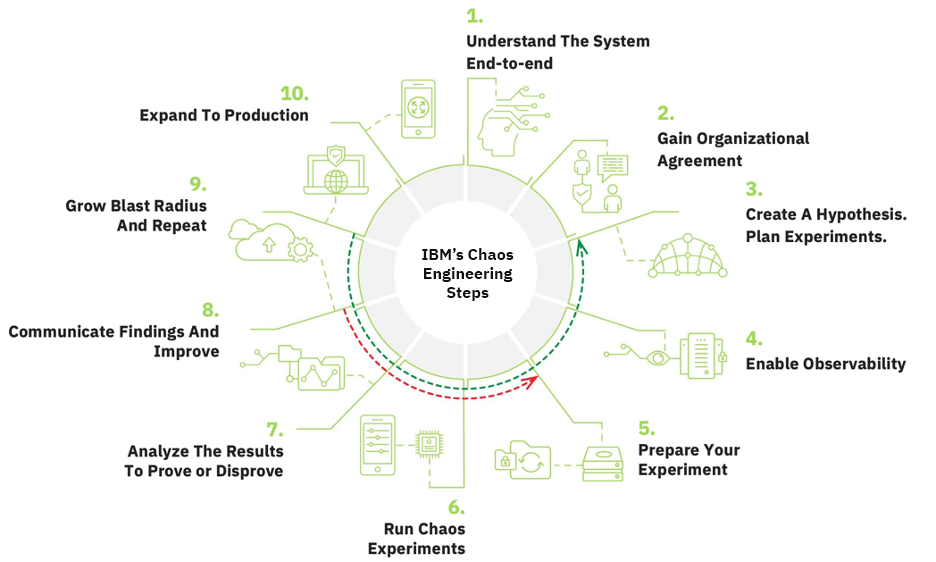 1.
Understand The System
End-to-end
2.
Gain Organizational
Agreement
3.
Create A Hypothesis.
Plan Experiments.
4.
Enable Observability
5.
Prepare Your
Experiment
6.
Run Chaos
Experiments
7.
Analyze The Results
To Prove or Disprove
8.
Communicate Findings And
Improve
9.
Grow Blast Radius
And Repeat
10.
Expand To Production
IBM's Chaos
Engineering
Steps